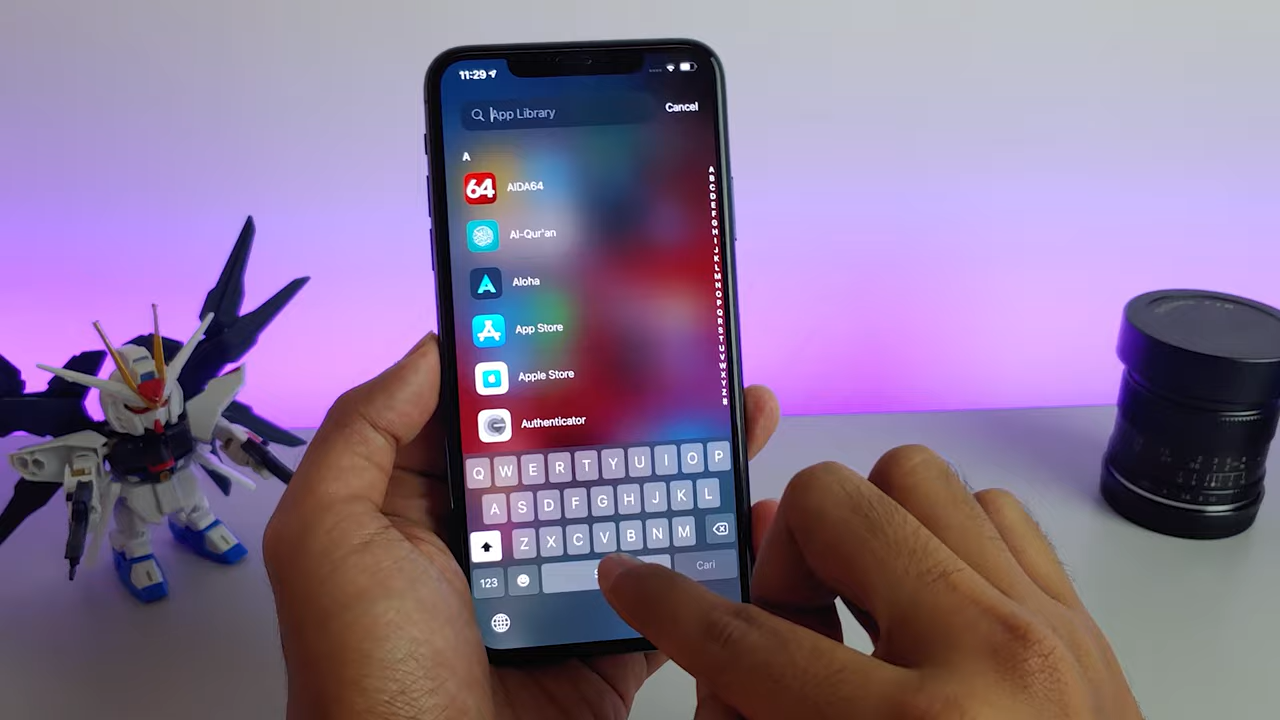 11:29
App Library
Cancel
A
64 AIDA64
Al-Qur'an
Aloha
App Store
Apple Store
Authenticator
A
B
C
D
E
F
G
H
I
J
K
L
M
N
O
P
Q
R
S
T
U
V
W
X
Y
Z
#
Q W E R T Y U I O P
A S D F G H J K L
Z X C V B N M
123
Cari